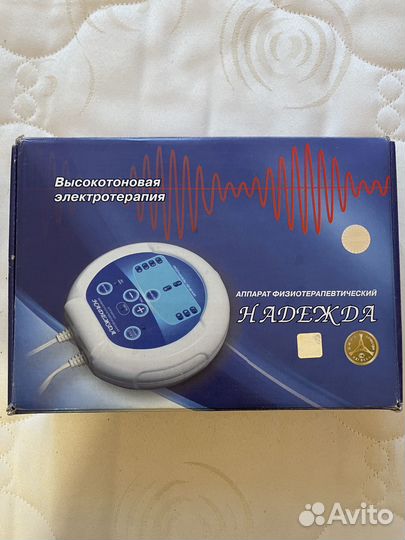 Высокотоновая
электротерапия
АППАРАТ ФИЗИОТЕРАПЕВТИЧЕСКИЙ
НАДЕЖДА
Avito